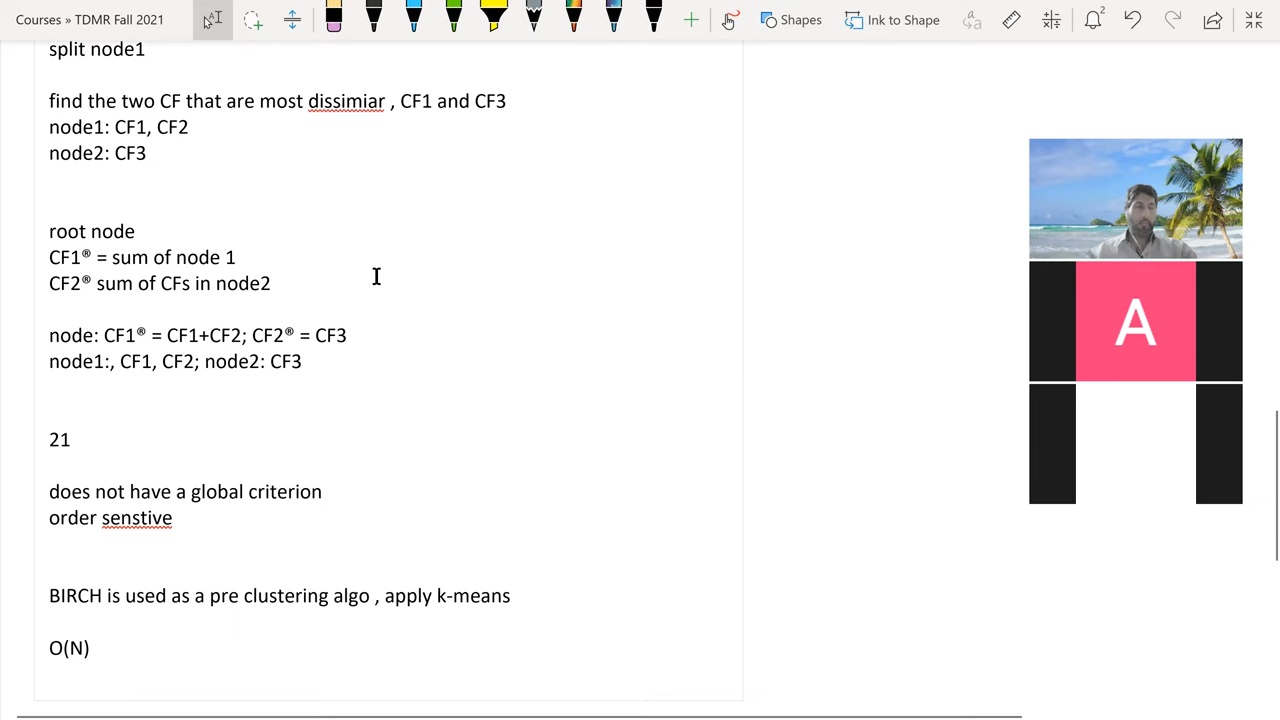 Courses » TDMR Fall 2021
Shapes
Ink to Shape
2
split node1
find the two CF that are most dissimiar , CF1 and CF3
node1: CF1, CF2
node2: CF3
root node
CF1® = sum of node 1
CF2® sum of CFs in node2
node: CF1® = CF1+CF2; CF2® = CF3
node1:, CF1, CF2; node2: CF3
21
does not have a global criterion
order senstive
BIRCH is used as a pre clustering algo , apply k-means
O(N)
A